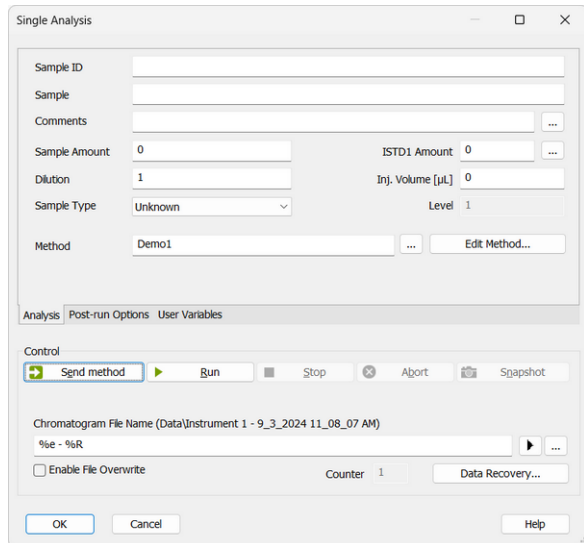 Single Analysis
Sample ID
Sample
Comments ...
Sample Amount 0 ISTD1 Amount 0 ...
Dilution 1 Inj. Volume [µL] 0
Sample Type Unknown Level 1
Method Demo1 ... Edit Method...
Analysis Post-run Options User Variables
Control
Send method Run Stop Abort Snapshot
Chromatogram File Name (Data\Instrument 1 - 9_3_2024 11_08_07 AM)
%e - %R ...
Enable File Overwrite Counter 1 Data Recovery...
OK Cancel Help